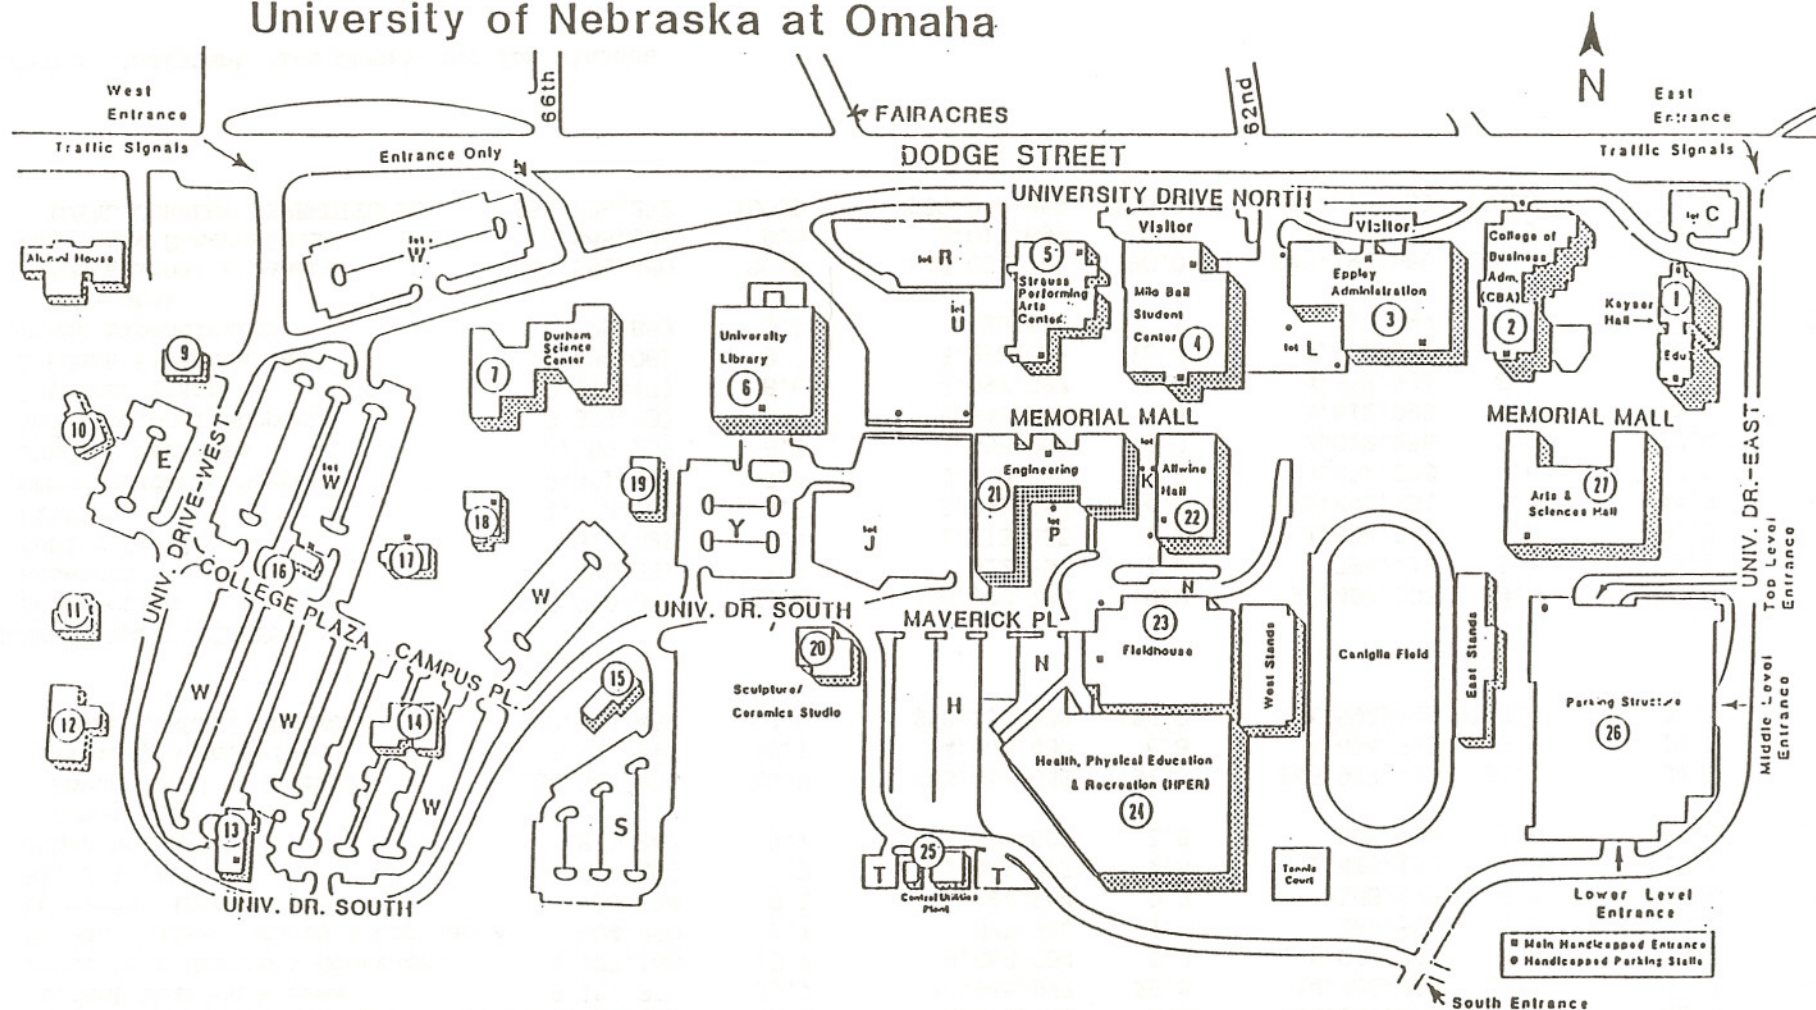 University of Nebraska at Omaha
N
West
Entrance
Traffic Signals
66th
Entrance Only
FAIRACRES
62nd
East
Entrance
Traffic Signals
DODGE STREET
UNIVERSITY DRIVE NORTH
Alumni House
lot
W.
lot R
lot
U
5
Strauss
Performing
Arts
Center
Visitor
Milo Bail
Student
Center
4
Visitor
Eppley
Administration
3
lot L
College of
Business
Adm.
(CBA)
2
lot C
Kayser
Hall
1
Edu
9
10
E
UNIV. DRIVE-WEST
lot
W
7
Durham
Science
Center
University
Library
6
MEMORIAL MALL
MEMORIAL MALL
UNIV. DR.-EAST
Top Level
Entrance
19
18
17
16
Y
lot
J
Engineering
21
lot
P
lot
K
Allwine
Hall
22
27
Arts &
Sciences Hall
11
12
COLLEGE PLAZA
CAMPUS PL.
W
W
W
W
14
13
15
S
UNIV. DR. SOUTH
UNIV. DR. SOUTH
20
Sculpture/
Ceramics Studio
MAVERICK PL
H
N
N
23
Fieldhouse
West Stands
Caniglia Field
East Stands
Parking Structure
26
Middle Level
Entrance
Health, Physical Education
& Recreation (HPER)
24
T
25
T
Central Utilities
Plant
Tennis
Court
Lower Level
Entrance
Main Handicapped Entrance
Handicapped Parking Stalls
South Entrance